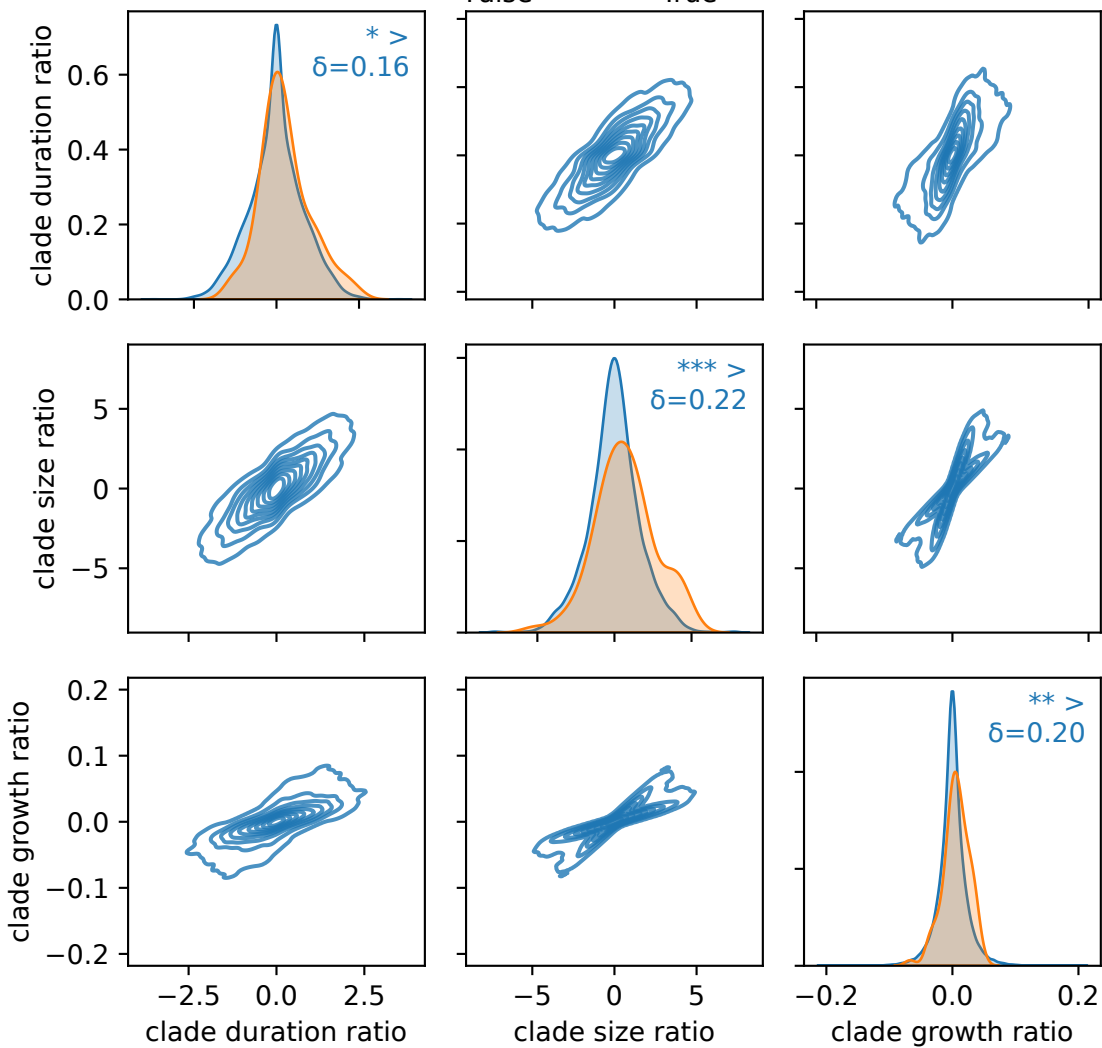 clade duration ratio
0.6
0.4
0.2
0.0
* >
δ=0.16
clade size ratio
5
0
−5
*** >
δ=0.22
clade growth ratio
0.2
0.1
0.0
−0.1
−0.2
** >
δ=0.20
−2.5 0.0 2.5
−5 0 5
−0.2 0.0 0.2
clade duration ratio
clade size ratio
clade growth ratio